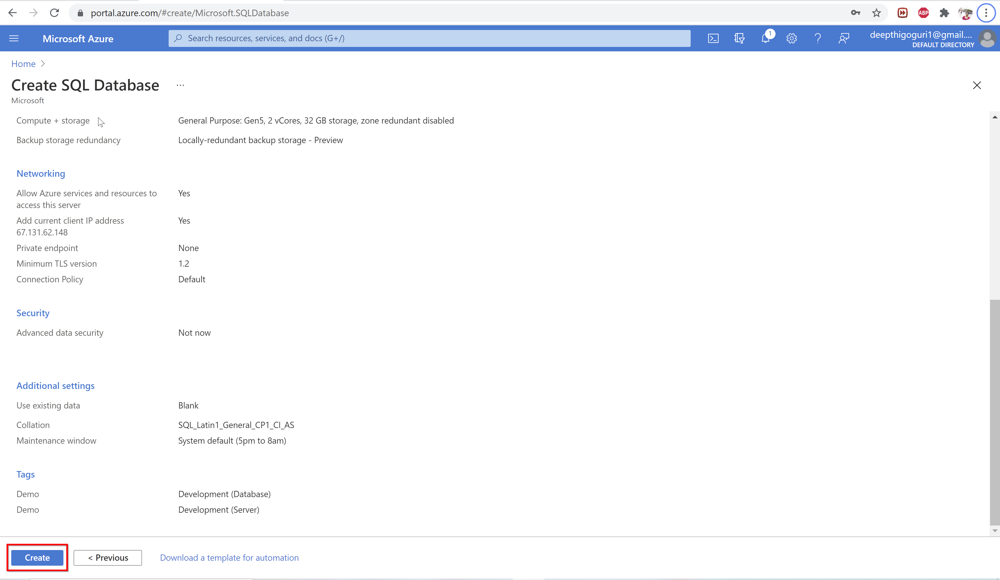 portal.azure.com/#create/Microsoft.SQLDatabase
ABP
Microsoft Azure
Search resources, services, and docs (G+/)
1
deepthigoguri1@gmail....
DEFAULT DIRECTORY
Home
Create SQL Database
...
Microsoft
Compute + storage General Purpose: Gen5, 2 vCores, 32 GB storage, zone redundant disabled
Backup storage redundancy Locally-redundant backup storage - Preview
Networking
Allow Azure services and resources to Yes
access this server
Add current client IP address Yes
67.131.62.148
Private endpoint None
Minimum TLS version 1.2
Connection Policy Default
Security
Advanced data security Not now
Additional settings
Use existing data Blank
Collation SQL_Latin1_General_CP1_CI_AS
Maintenance window System default (5pm to 8am)
Tags
Demo Development (Database)
Demo Development (Server)
Create < Previous Download a template for automation